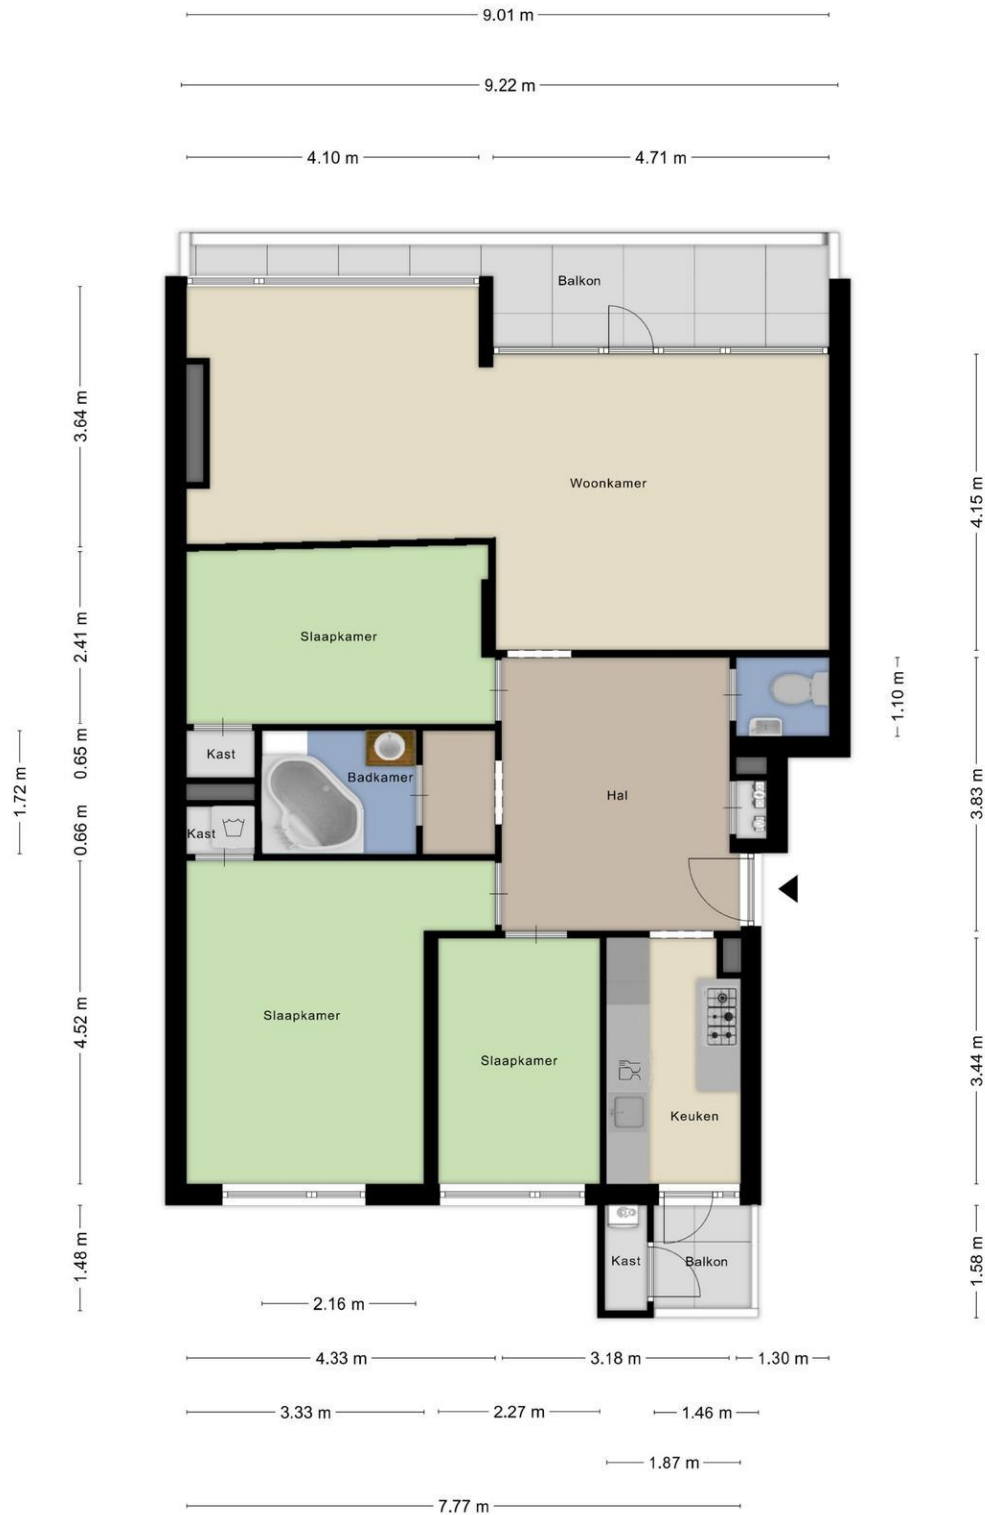 9.01 m
9.22 m
4.10 m
4.71 m
Balkon
3.64 m
Woonkamer
4.15 m
2.41 m
Slaapkamer
1.10 m
0.65 m
Kast
1.72 m
Badkamer
Hal
3.83 m
0.66 m
Kast
4.52 m
Slaapkamer
Slaapkamer
3.44 m
Keuken
1.48 m
Kast
Balkon
1.58 m
2.16 m
4.33 m
3.18 m
1.30 m
3.33 m
2.27 m
1.46 m
1.87 m
7.77 m